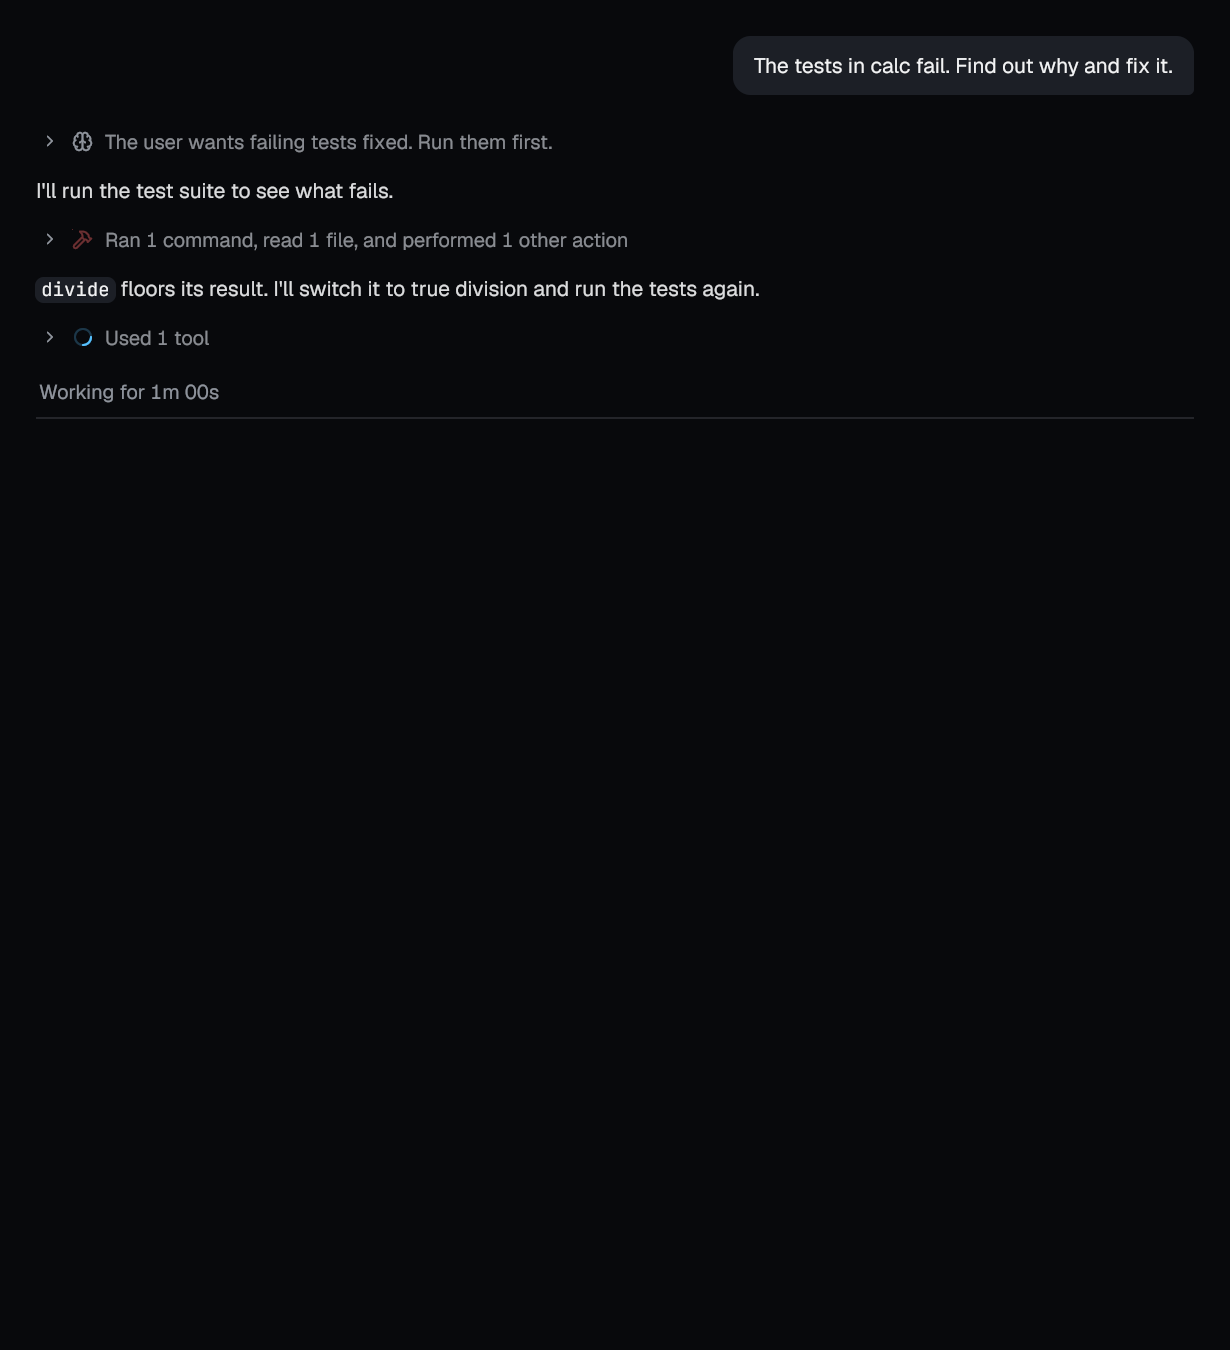 The tests in calc fail. Find out why and fix it.
The user wants failing tests fixed. Run them first.
I'll run the test suite to see what fails.
Ran 1 command, read 1 file, and performed 1 other action
divide floors its result. I'll switch it to true division and run the tests again.
Used 1 tool
Working for 1m 00s